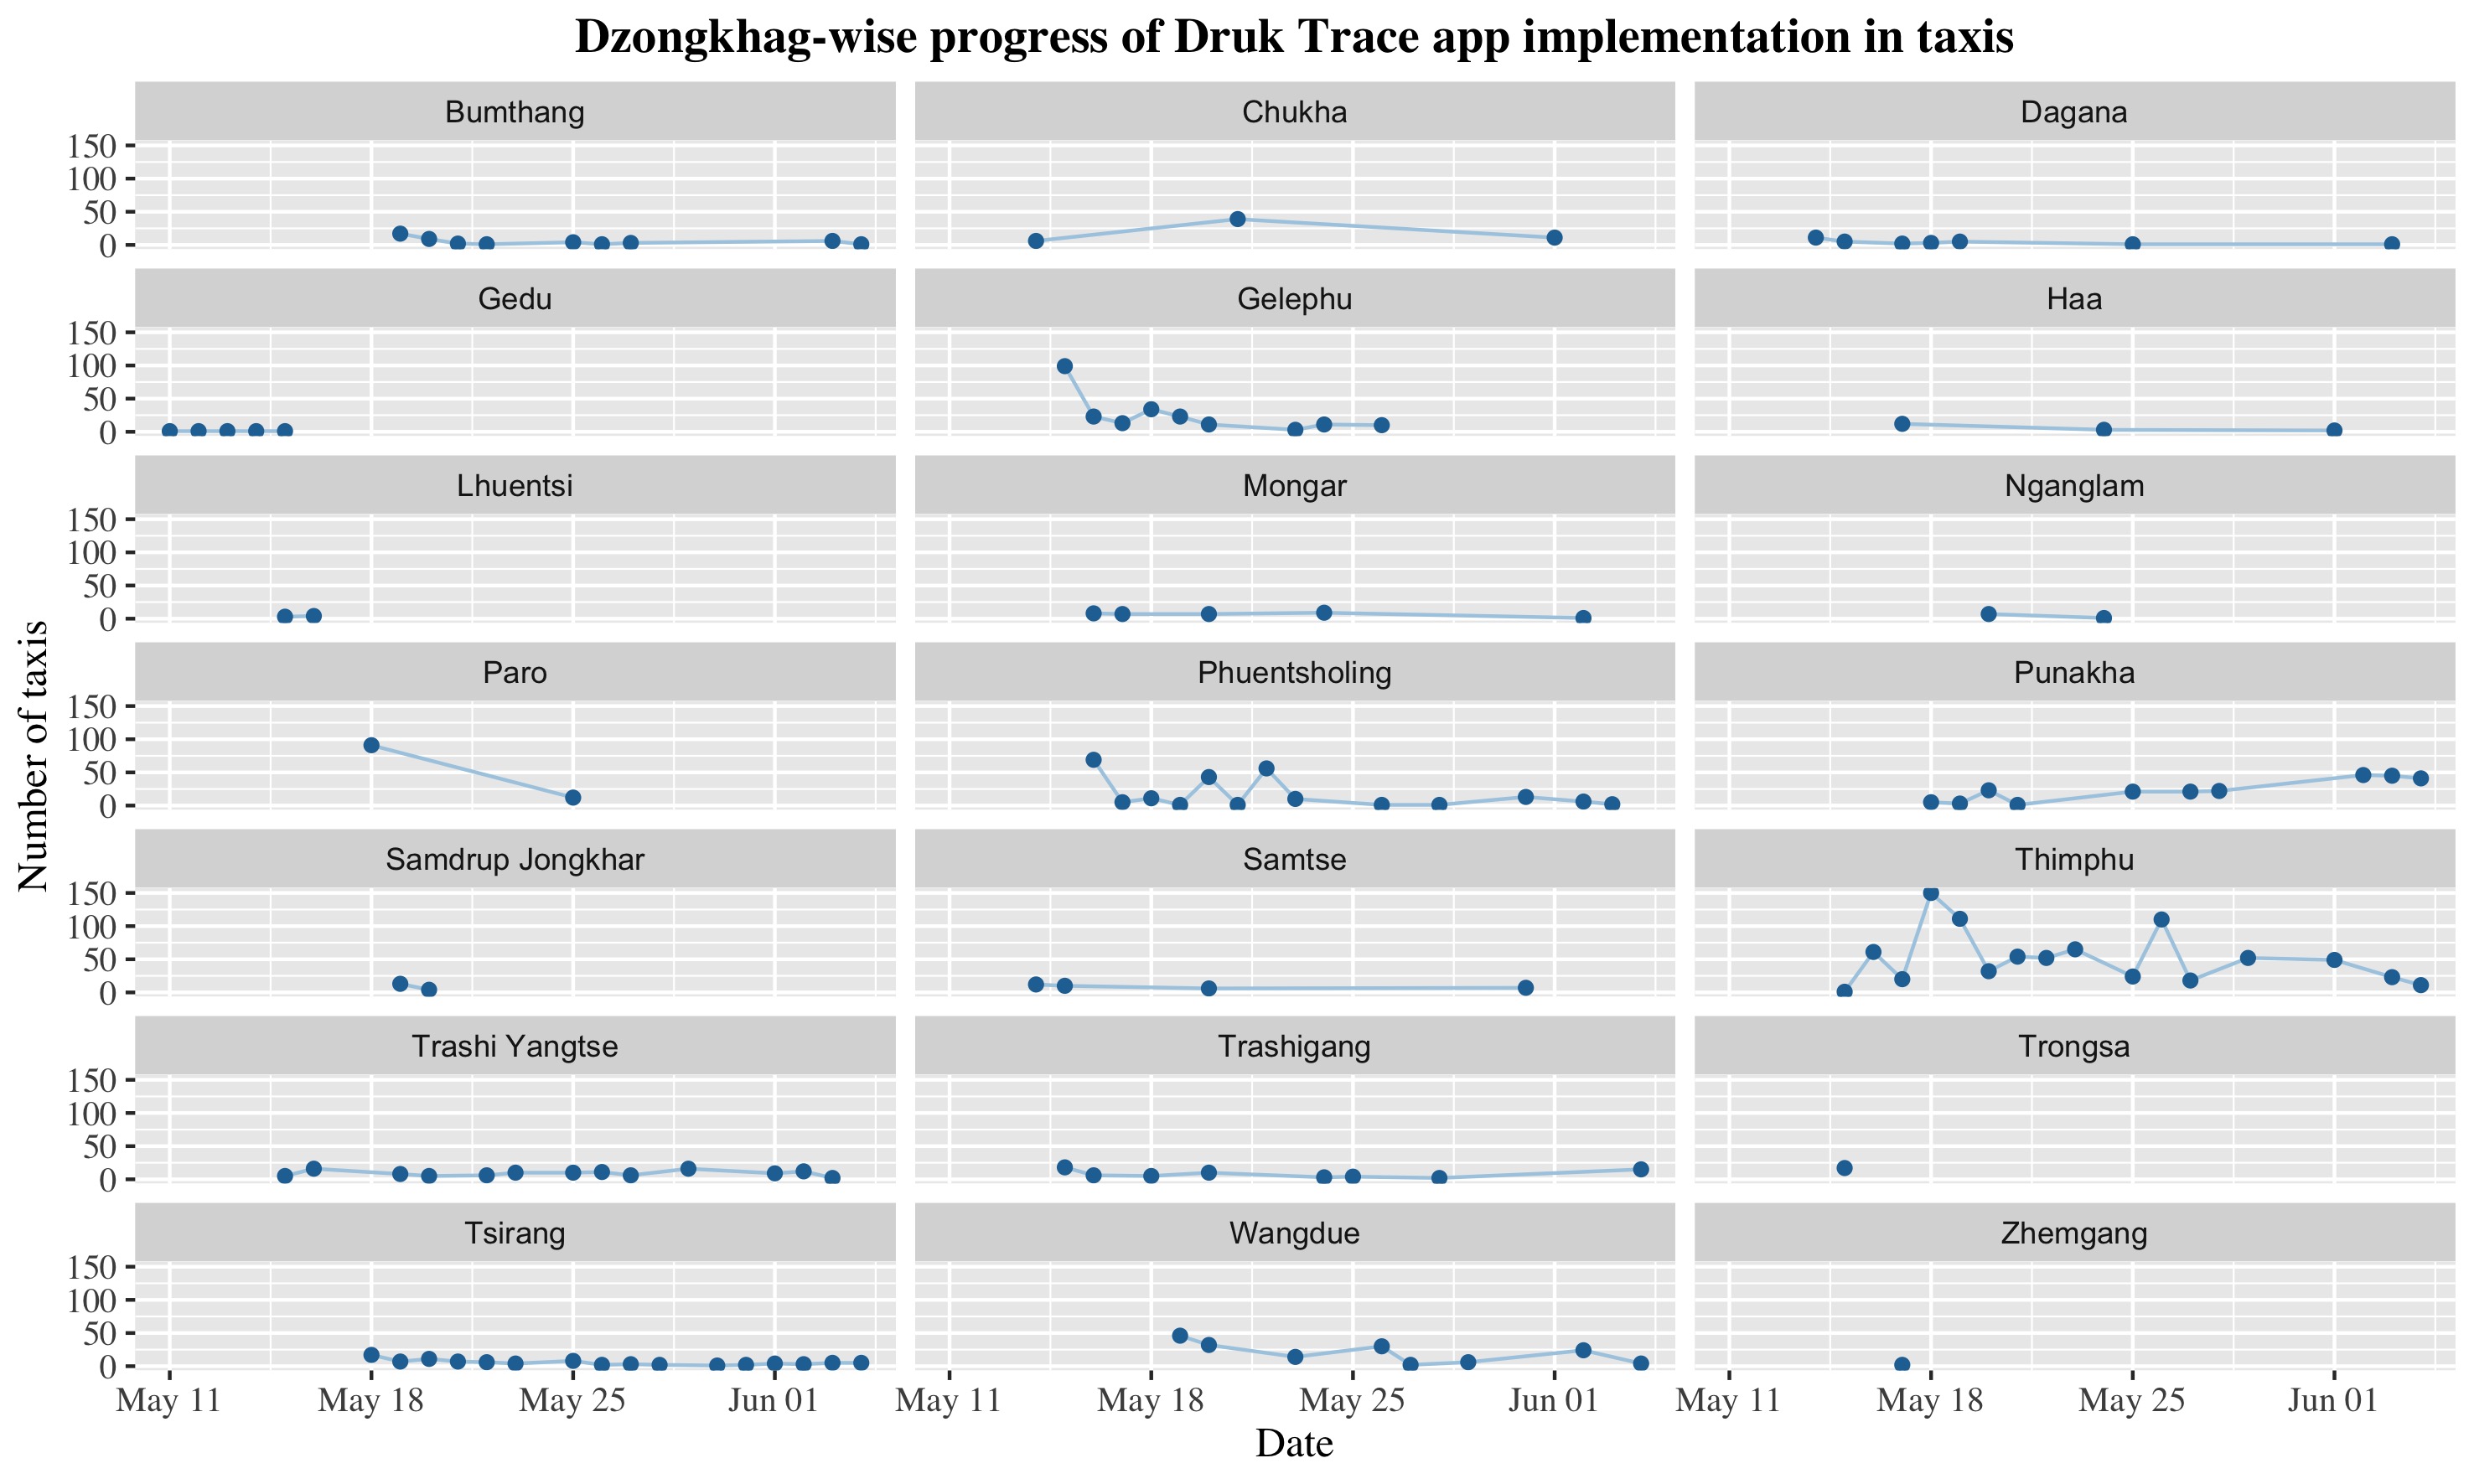 Dzongkhag-wise progress of Druk Trace app implementation in taxis
Bumthang Chukha Dagana
150
100
50
0
Gedu Gelephu Haa
150
100
50
0
Lhuentsi Mongar Nganglam
150
100
50
0
Paro Phuentsholing Punakha
150
100
50
0
Samdrup Jongkhar Samtse Thimphu
150
100
50
0
Trashi Yangtse Trashigang Trongsa
150
100
50
0
Tsirang Wangdue Zhemgang
150
100
50
0
Number of taxis
May 11 May 18 May 25 Jun 01 May 11 May 18 May 25 Jun 01 May 11 May 18 May 25 Jun 01
Date